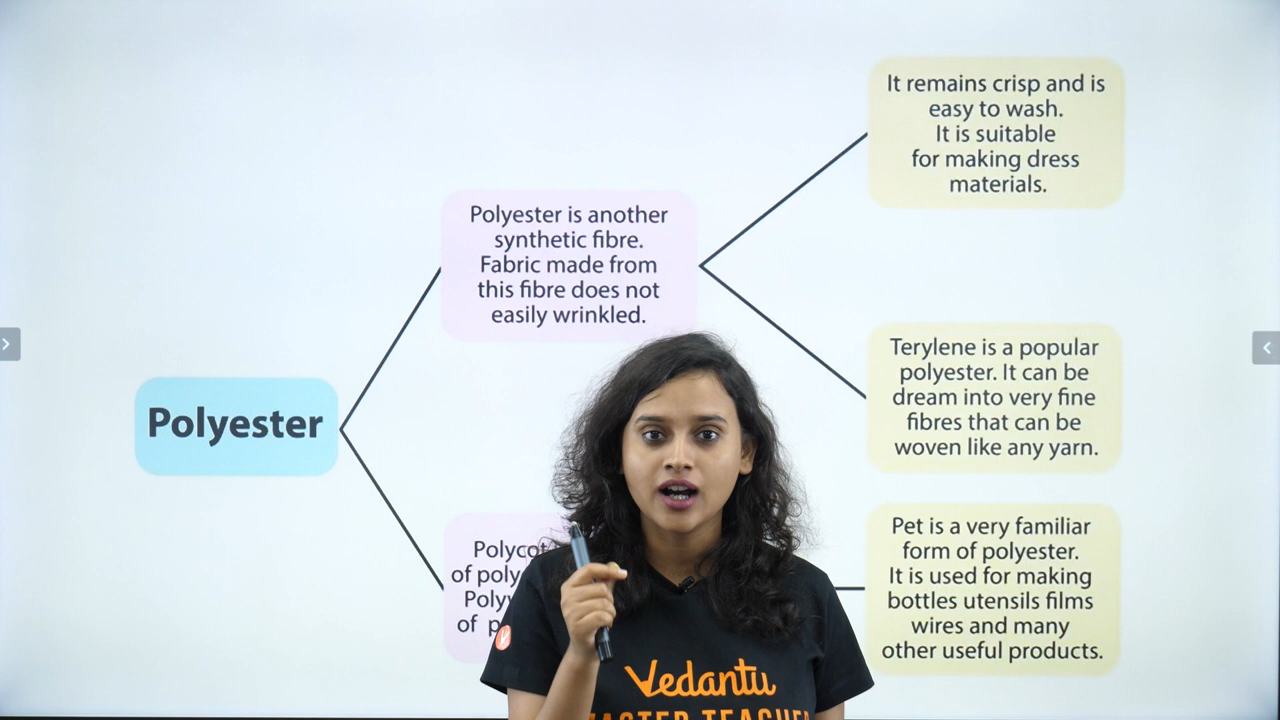 It remains crisp and is
easy to wash.
It is suitable
for making dress
materials.
Polyester is another
synthetic fibre.
Fabric made from
this fibre does not
easily wrinkled.
Polyester
Terylene is a popular
polyester. It can be
dream into very fine
fibres that can be
woven like any yarn.
of
of
Pet is a very familiar
form of polyester.
It is used for making
bottles utensils films
wires and many
other useful products.
Vedantu